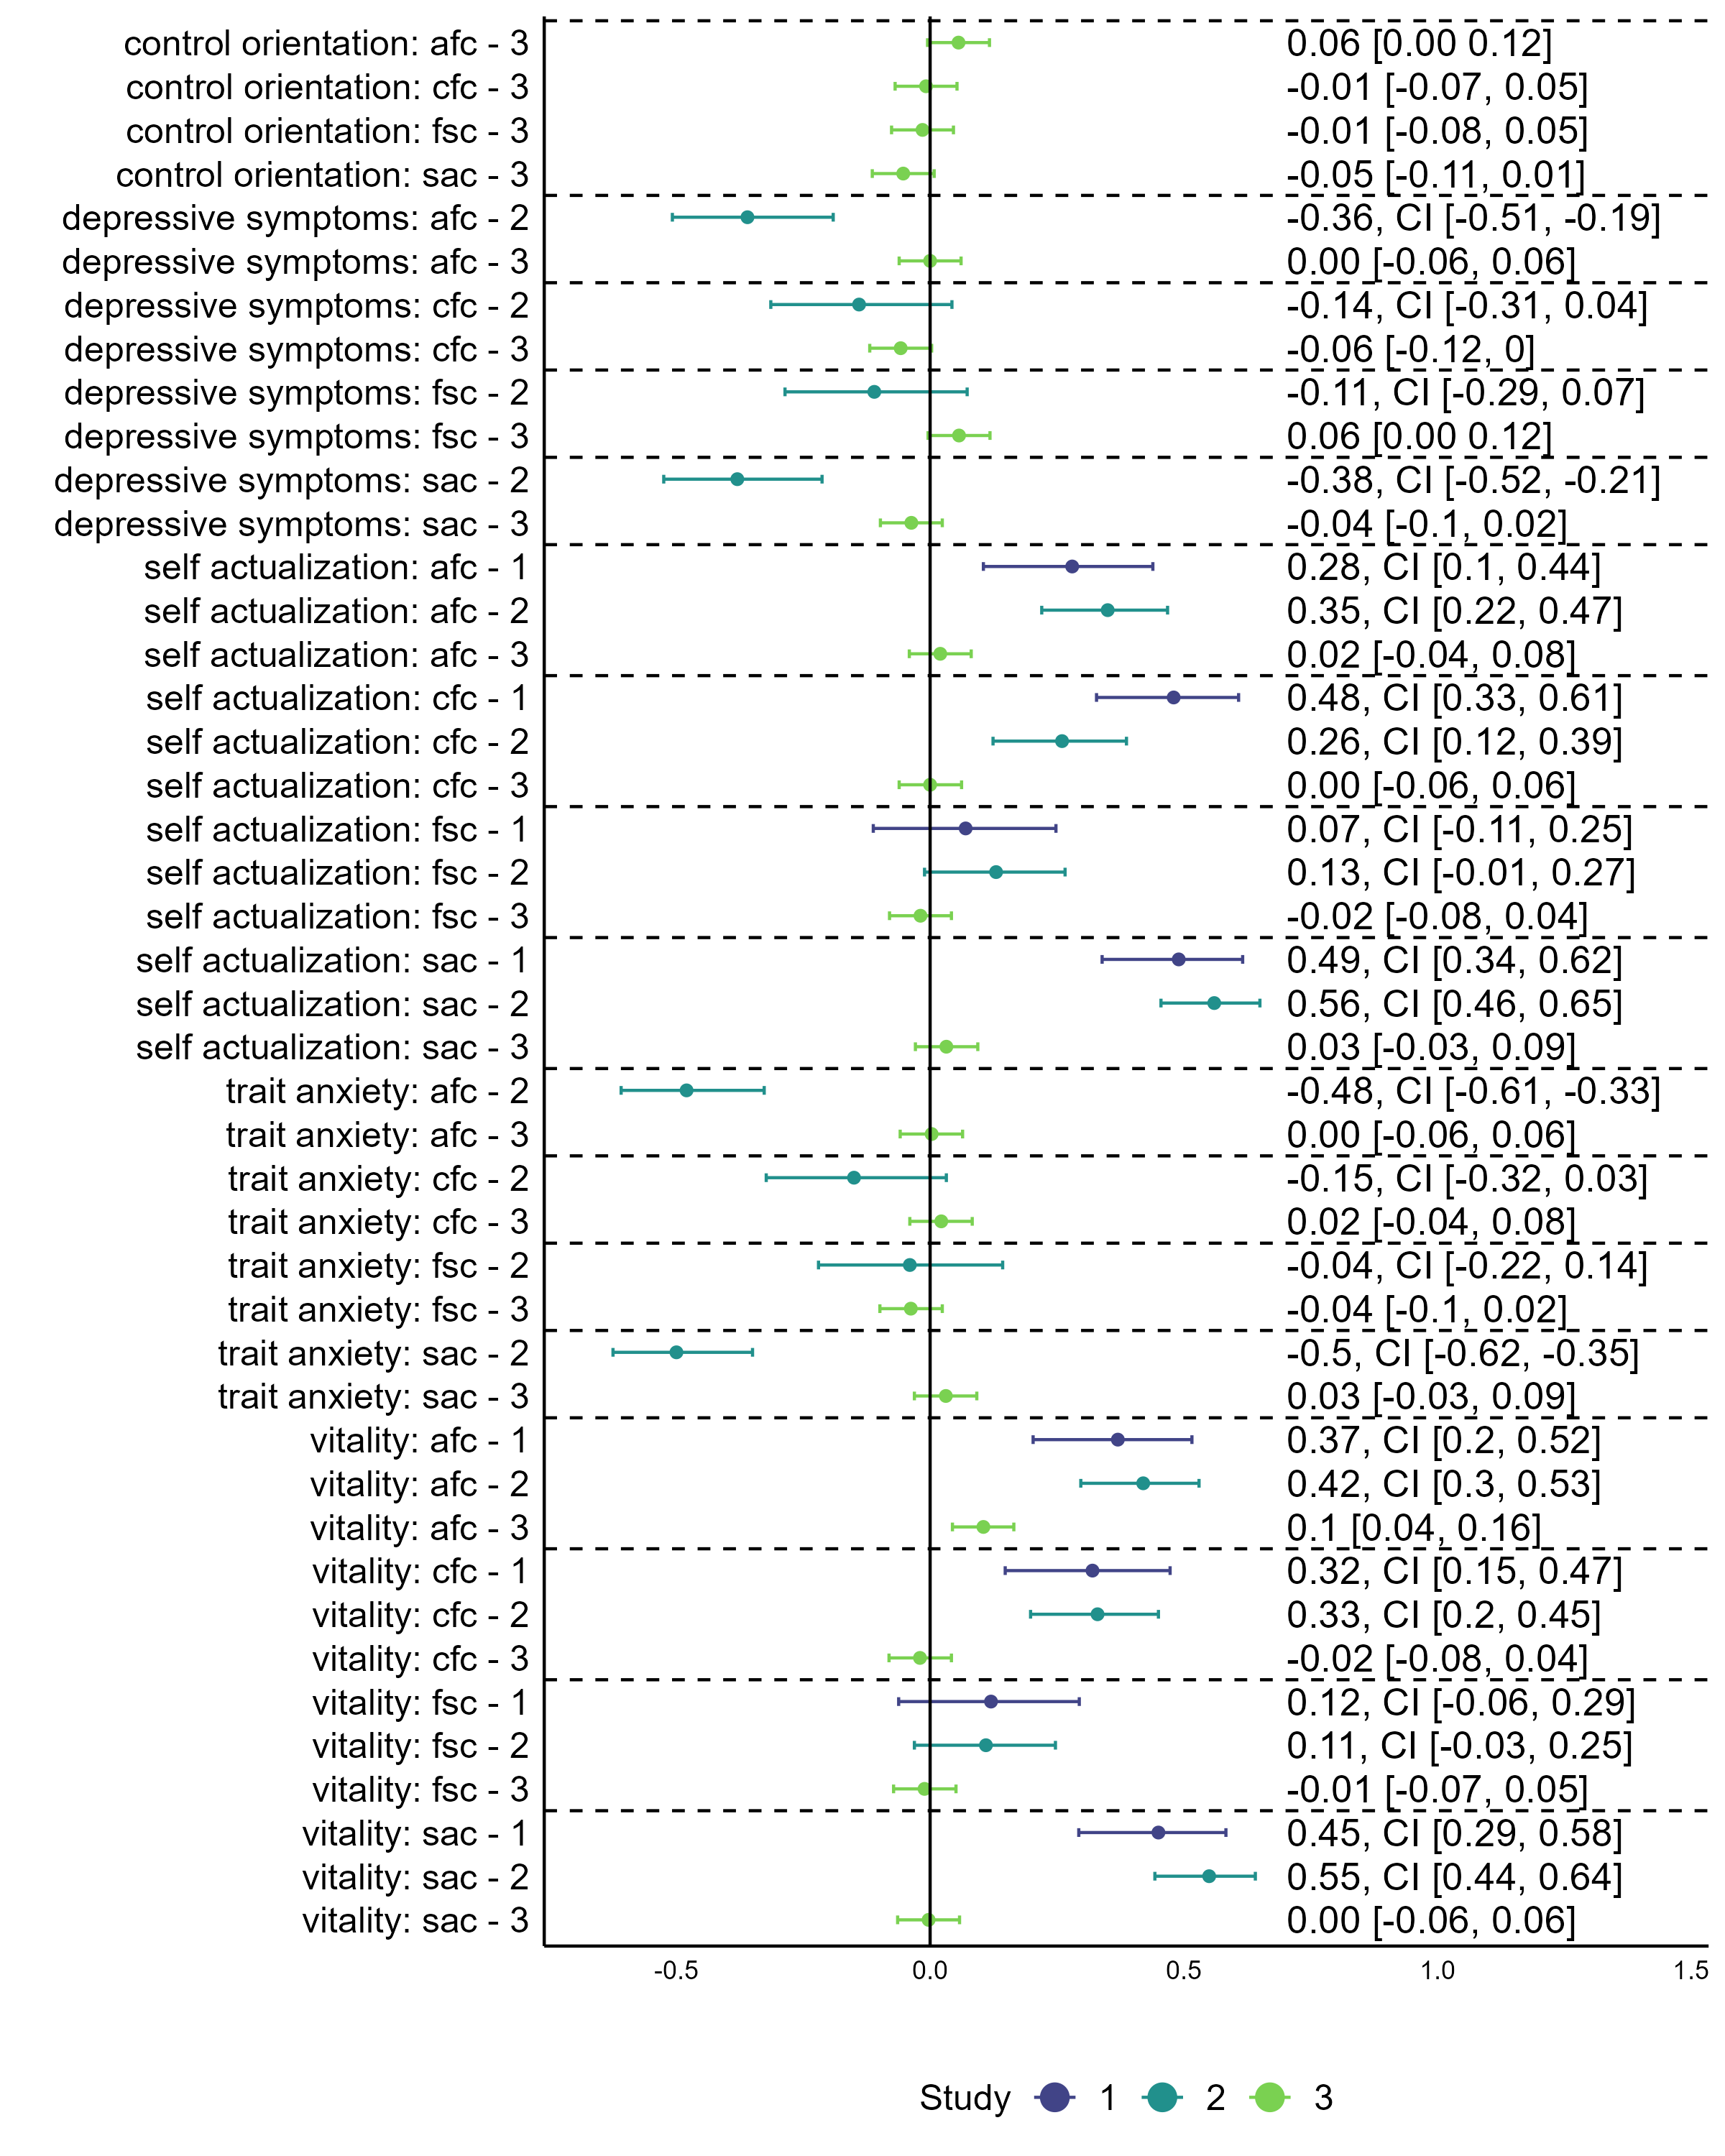 control orientation: afc - 3 0.06 [0.00 0.12]
control orientation: cfc - 3 -0.01 [-0.07, 0.05]
control orientation: fsc - 3 -0.01 [-0.08, 0.05]
control orientation: sac - 3 -0.05 [-0.11, 0.01]
depressive symptoms: afc - 2 -0.36, CI [-0.51, -0.19]
depressive symptoms: afc - 3 0.00 [-0.06, 0.06]
depressive symptoms: cfc - 2 -0.14, CI [-0.31, 0.04]
depressive symptoms: cfc - 3 -0.06 [-0.12, 0]
depressive symptoms: fsc - 2 -0.11, CI [-0.29, 0.07]
depressive symptoms: fsc - 3 0.06 [0.00 0.12]
depressive symptoms: sac - 2 -0.38, CI [-0.52, -0.21]
depressive symptoms: sac - 3 -0.04 [-0.1, 0.02]
self actualization: afc - 1 0.28, CI [0.1, 0.44]
self actualization: afc - 2 0.35, CI [0.22, 0.47]
self actualization: afc - 3 0.02 [-0.04, 0.08]
self actualization: cfc - 1 0.48, CI [0.33, 0.61]
self actualization: cfc - 2 0.26, CI [0.12, 0.39]
self actualization: cfc - 3 0.00 [-0.06, 0.06]
self actualization: fsc - 1 0.07, CI [-0.11, 0.25]
self actualization: fsc - 2 0.13, CI [-0.01, 0.27]
self actualization: fsc - 3 -0.02 [-0.08, 0.04]
self actualization: sac - 1 0.49, CI [0.34, 0.62]
self actualization: sac - 2 0.56, CI [0.46, 0.65]
self actualization: sac - 3 0.03 [-0.03, 0.09]
trait anxiety: afc - 2 -0.48, CI [-0.61, -0.33]
trait anxiety: afc - 3 0.00 [-0.06, 0.06]
trait anxiety: cfc - 2 -0.15, CI [-0.32, 0.03]
trait anxiety: cfc - 3 0.02 [-0.04, 0.08]
trait anxiety: fsc - 2 -0.04, CI [-0.22, 0.14]
trait anxiety: fsc - 3 -0.04 [-0.1, 0.02]
trait anxiety: sac - 2 -0.5, CI [-0.62, -0.35]
trait anxiety: sac - 3 0.03 [-0.03, 0.09]
vitality: afc - 1 0.37, CI [0.2, 0.52]
vitality: afc - 2 0.42, CI [0.3, 0.53]
vitality: afc - 3 0.1 [0.04, 0.16]
vitality: cfc - 1 0.32, CI [0.15, 0.47]
vitality: cfc - 2 0.33, CI [0.2, 0.45]
vitality: cfc - 3 -0.02 [-0.08, 0.04]
vitality: fsc - 1 0.12, CI [-0.06, 0.29]
vitality: fsc - 2 0.11, CI [-0.03, 0.25]
vitality: fsc - 3 -0.01 [-0.07, 0.05]
vitality: sac - 1 0.45, CI [0.29, 0.58]
vitality: sac - 2 0.55, CI [0.44, 0.64]
vitality: sac - 3 0.00 [-0.06, 0.06]
-0.5 0.0 0.5 1.0 1.5
Study 1 2 3